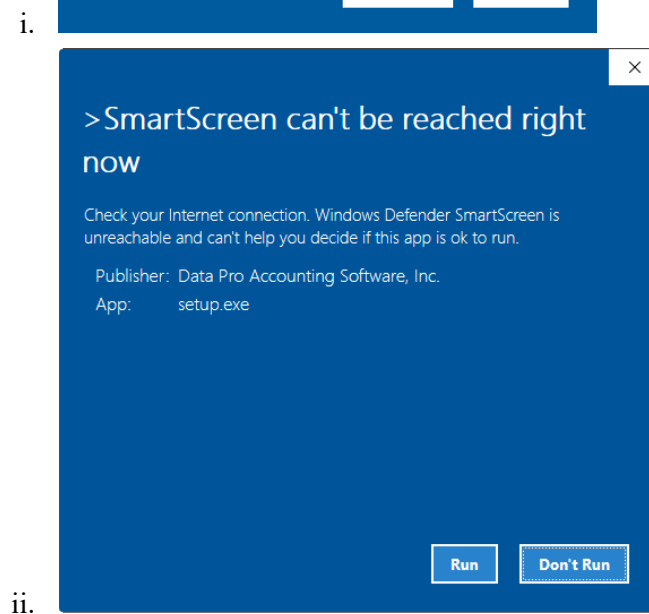 i.
>SmartScreen can't be reached right
now
Check your Internet connection. Windows Defender SmartScreen is
unreachable and can't help you decide if this app is ok to run.
Publisher: Data Pro Accounting Software, Inc.
App: setup.exe
Run Don't Run
ii.